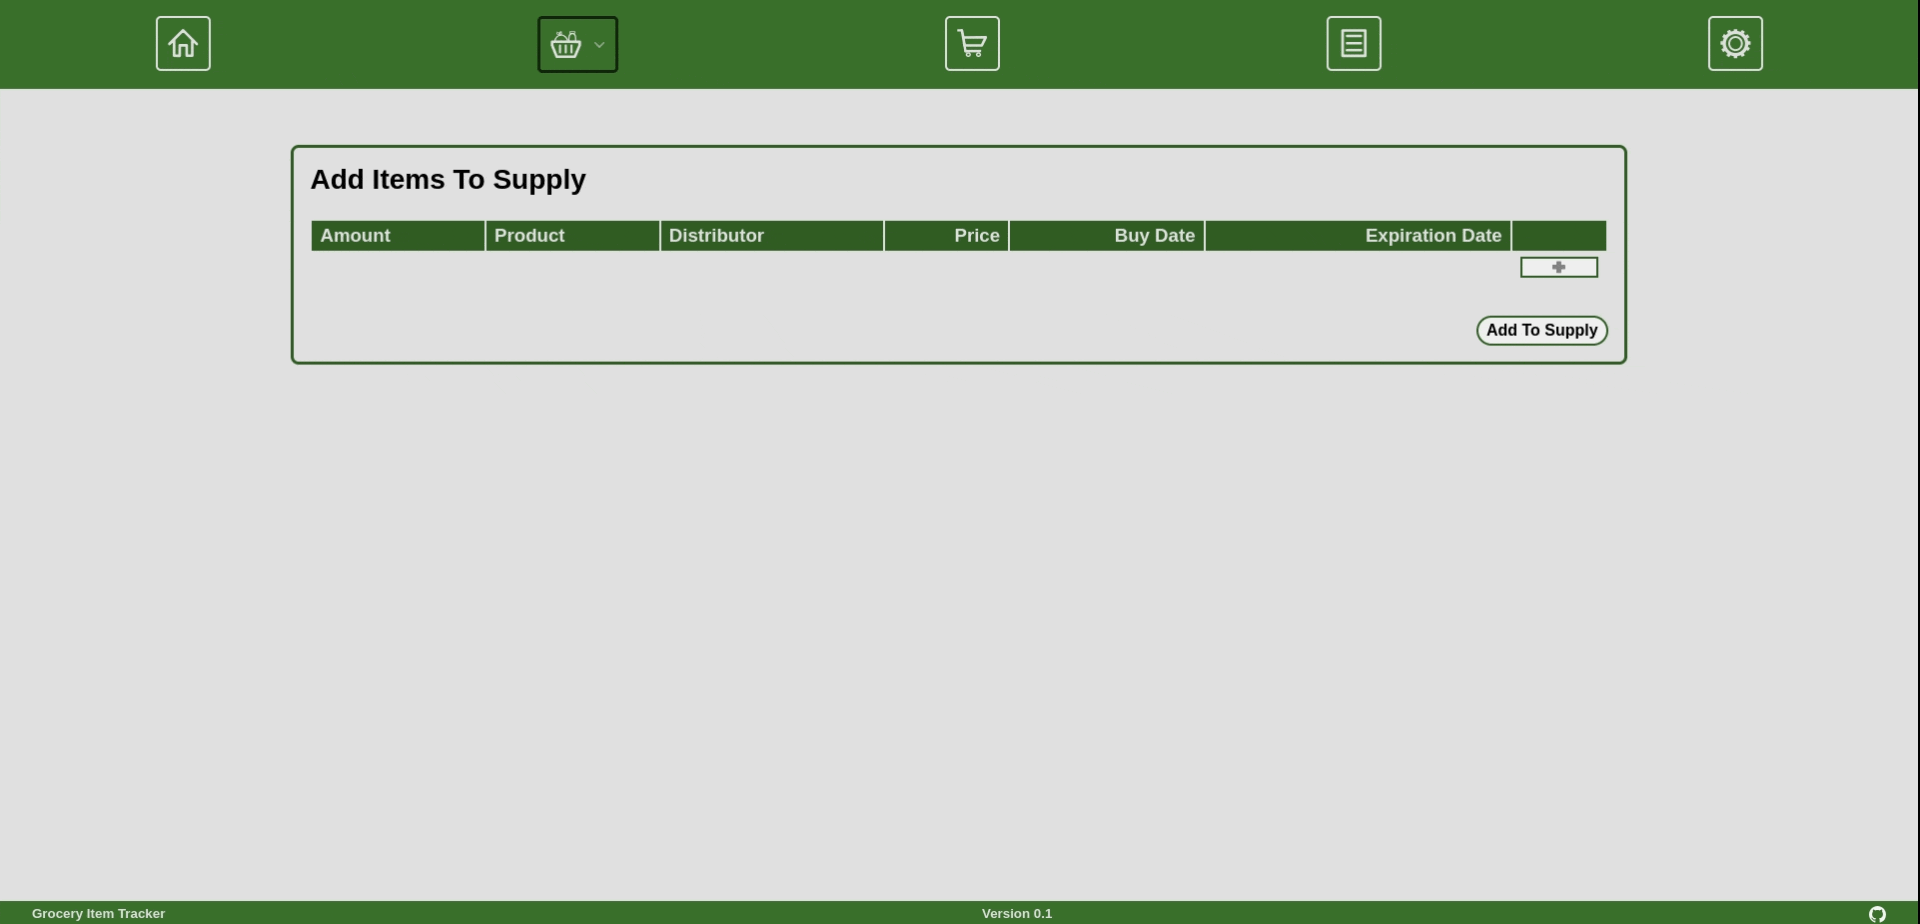 Add Items To Supply
Amount Product Distributor Price Buy Date Expiration Date
Add To Supply
Grocery Item Tracker Version 0.1